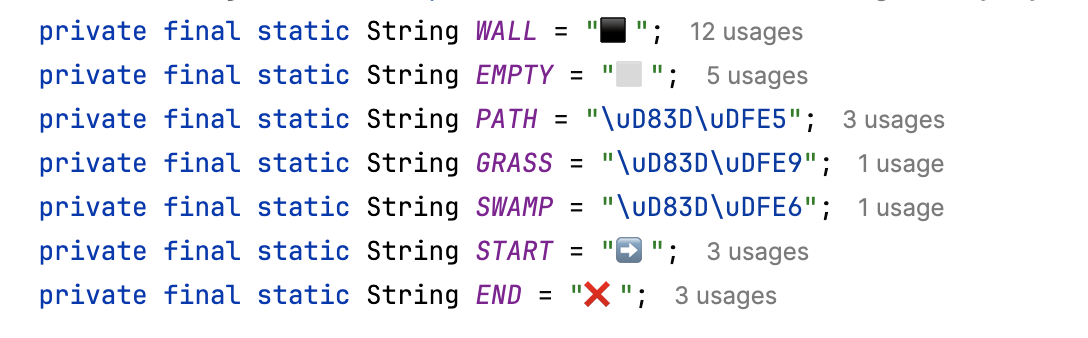 private final static String WALL = "⬛ "; 12 usages
private final static String EMPTY = "⬜ "; 5 usages
private final static String PATH = "\uD83D\uDFE5"; 3 usages
private final static String GRASS = "\uD83D\uDFE9"; 1 usage
private final static String SWAMP = "\uD83D\uDFE6"; 1 usage
private final static String START = "➡️ "; 3 usages
private final static String END = "❌ "; 3 usages